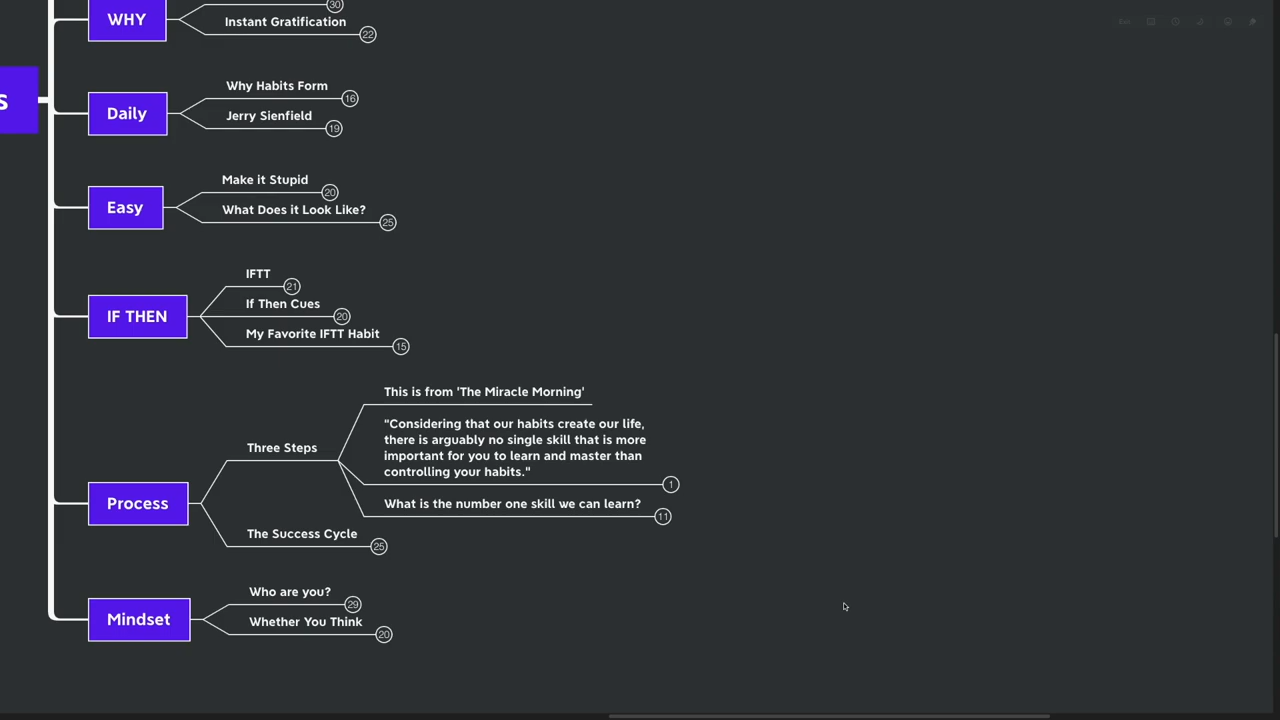 30
WHY
Instant Gratification
22
S
Why Habits Form
16
Daily
Jerry Sienfield
19
Make it Stupid
20
Easy
What Does it Look Like?
25
IFTT
21
If Then Cues
20
IF THEN
My Favorite IFTT Habit
15
This is from 'The Miracle Morning'
"Considering that our habits create our life,
there is arguably no single skill that is more
important for you to learn and master than
controlling your habits."
1
Three Steps
What is the number one skill we can learn?
11
Process
The Success Cycle
25
Who are you?
29
Mindset
Whether You Think
20